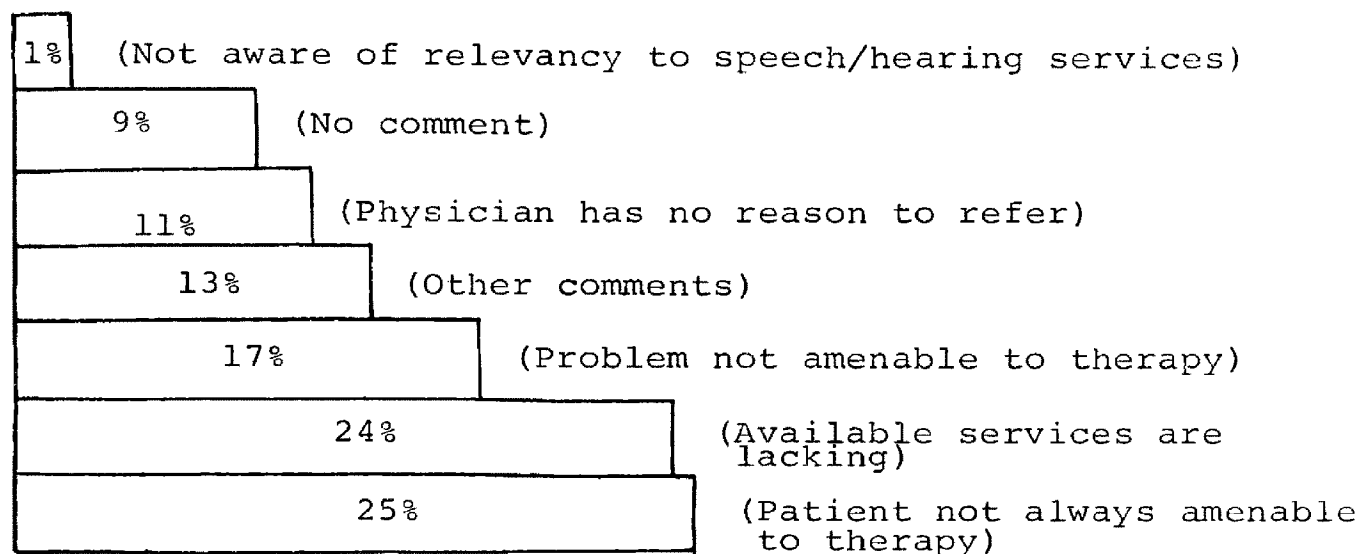 1% (Not aware of relevancy to speech/hearing services)
9% (No comment)
11% (Physician has no reason to refer)
13% (Other comments)
17% (Problem not amenable to therapy)
24% (Available services are
lacking)
25% (Patient not always amenable
to therapy)